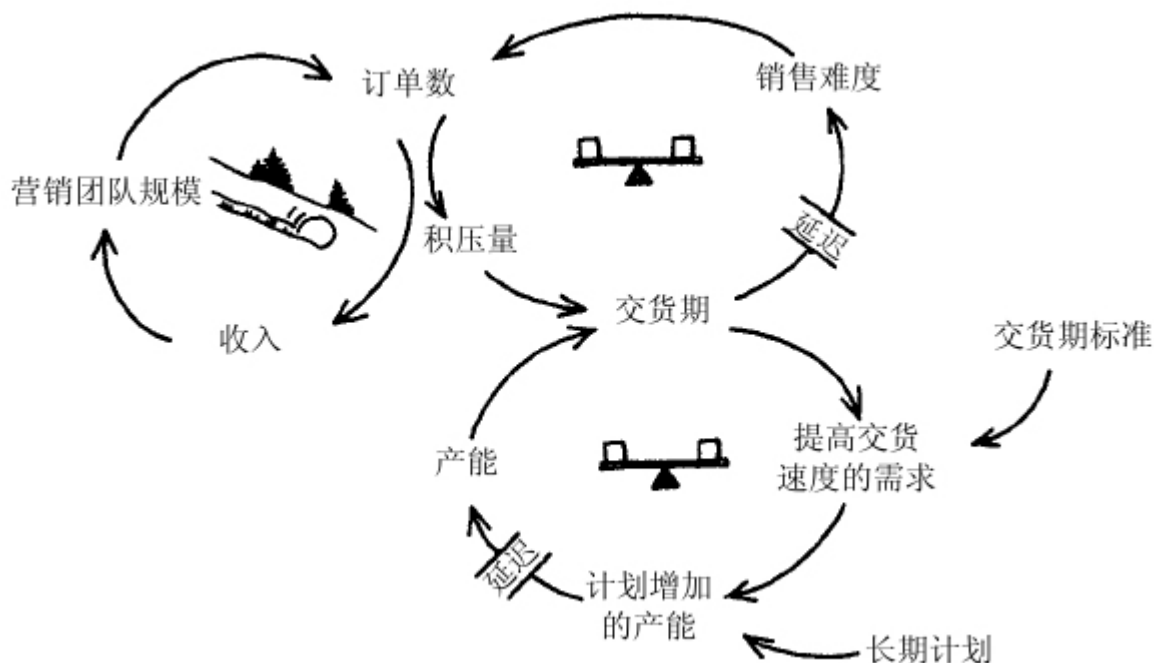 订单数
销售难度
营销团队规模
积压量
延迟
交货期
收入
交货期标准
提高交货
速度的需求
产能
延迟
计划增加
的产能
长期计划